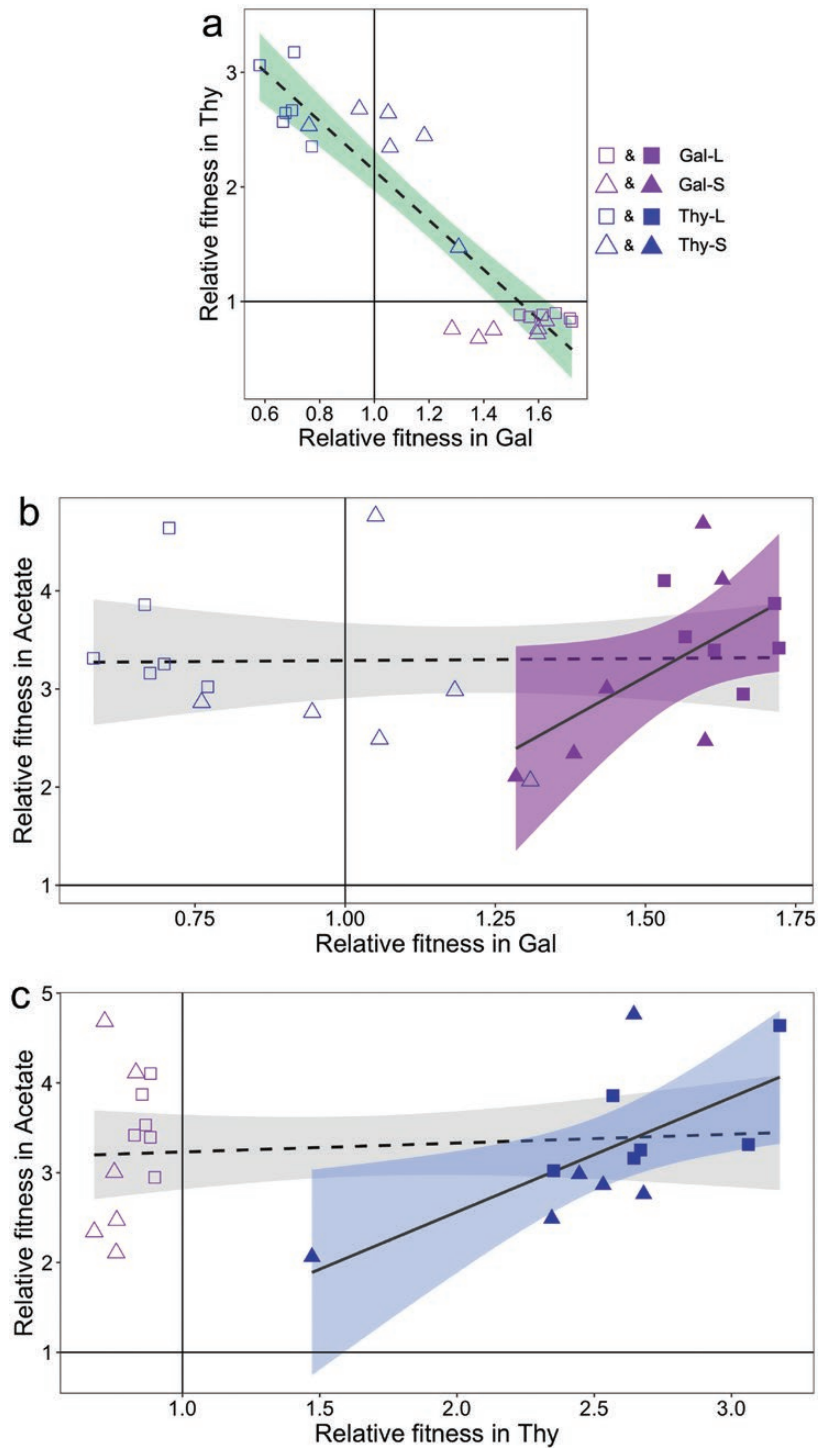 a
Relative fitness in Thy
3
2
1
0.6 0.8 1.0 1.2 1.4 1.6
Relative fitness in Gal
& Gal-L
& Gal-S
& Thy-L
& Thy-S
b
Relative fitness in Acetate
4
3
2
1
0.75 1.00 1.25 1.50 1.75
Relative fitness in Gal
c
Relative fitness in Acetate
5
4
3
2
1
1.0 1.5 2.0 2.5 3.0
Relative fitness in Thy